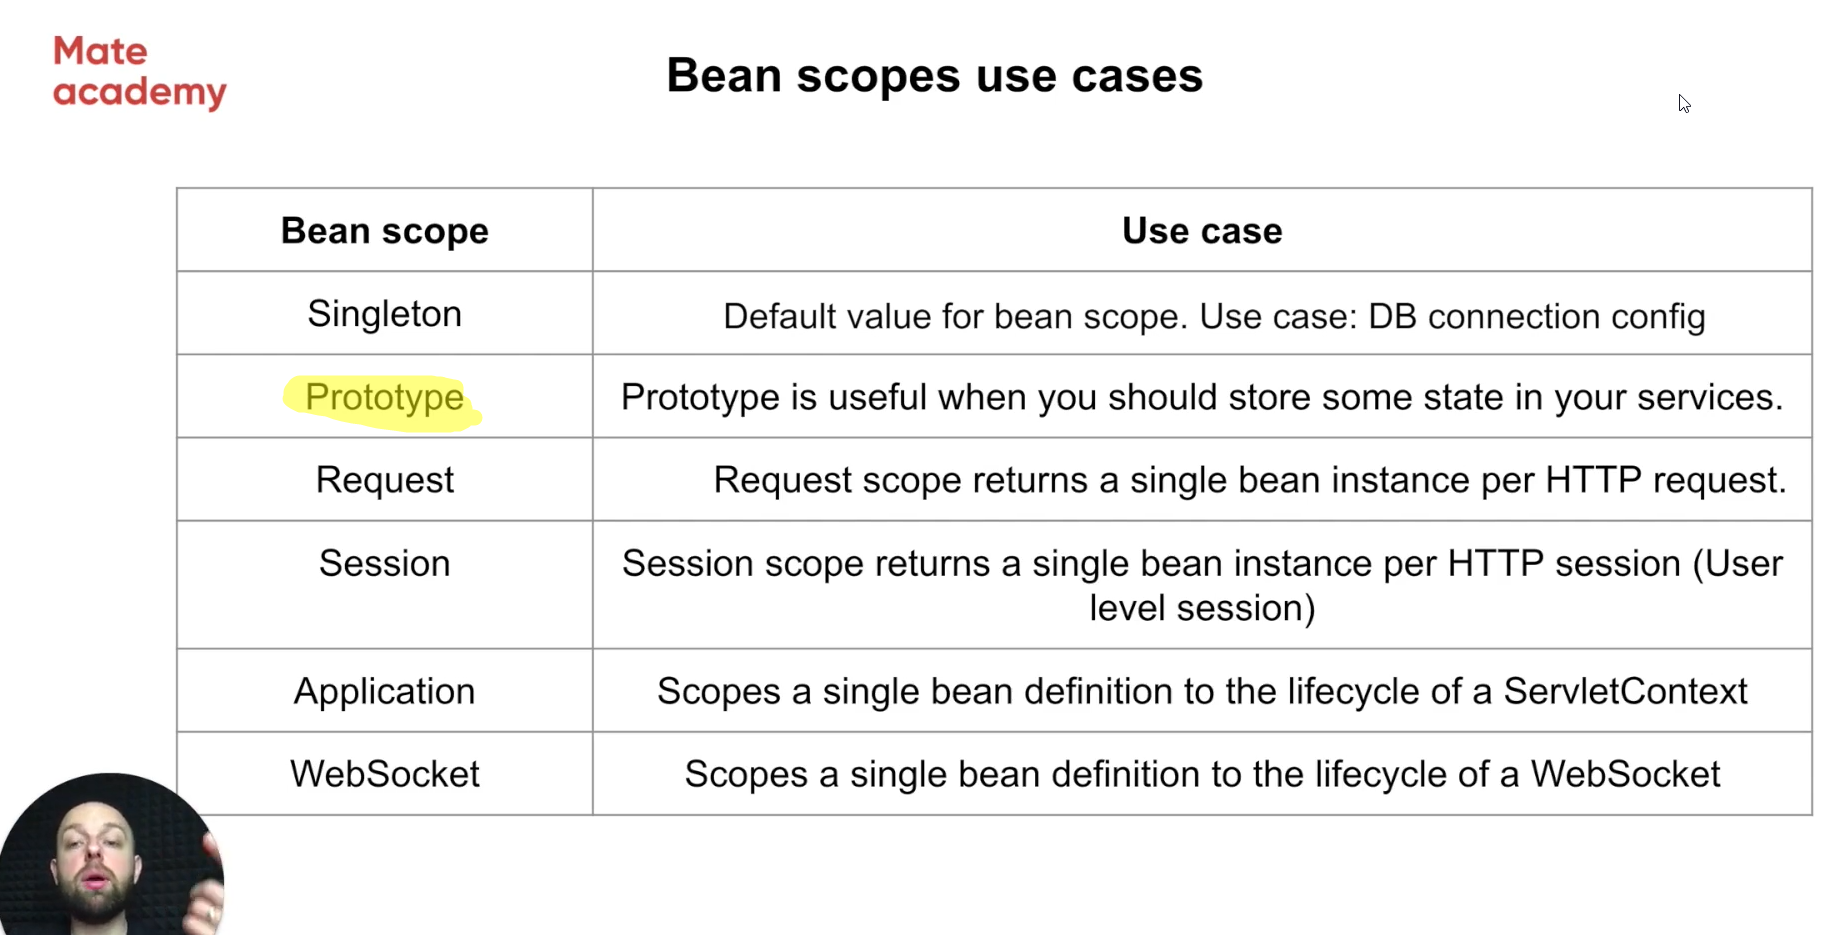 Mate
academy
Bean scopes use cases
Bean scope
Use case
Singleton
Default value for bean scope. Use case: DB connection config
Prototype
Prototype is useful when you should store some state in your services.
Request
Request scope returns a single bean instance per HTTP request.
Session
Session scope returns a single bean instance per HTTP session (User
level session)
Application
Scopes a single bean definition to the lifecycle of a ServletContext
WebSocket
Scopes a single bean definition to the lifecycle of a WebSocket